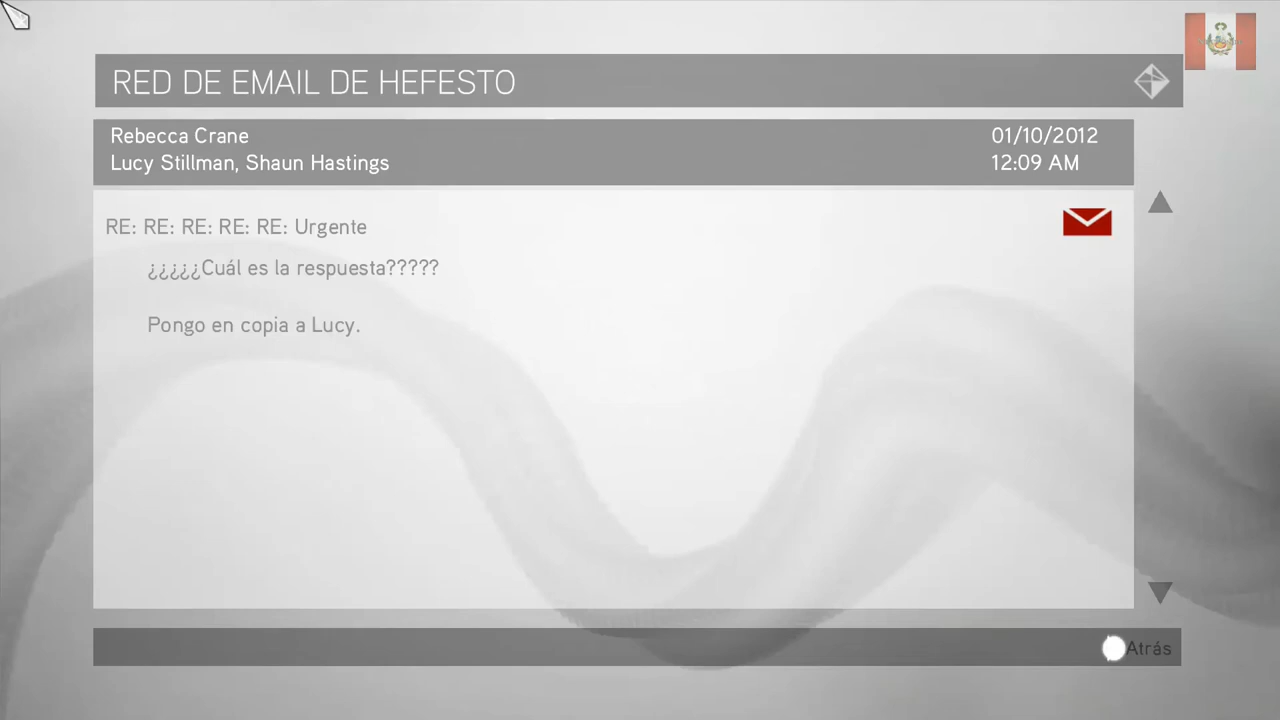 RED DE EMAIL DE HEFESTO
Rebecca Crane
01/10/2012
Lucy Stillman, Shaun Hastings
12:09 AM
RE: RE: RE: RE: RE: Urgente
¿¿¿¿¿Cuál es la respuesta?????
Pongo en copia a Lucy.
Atrás